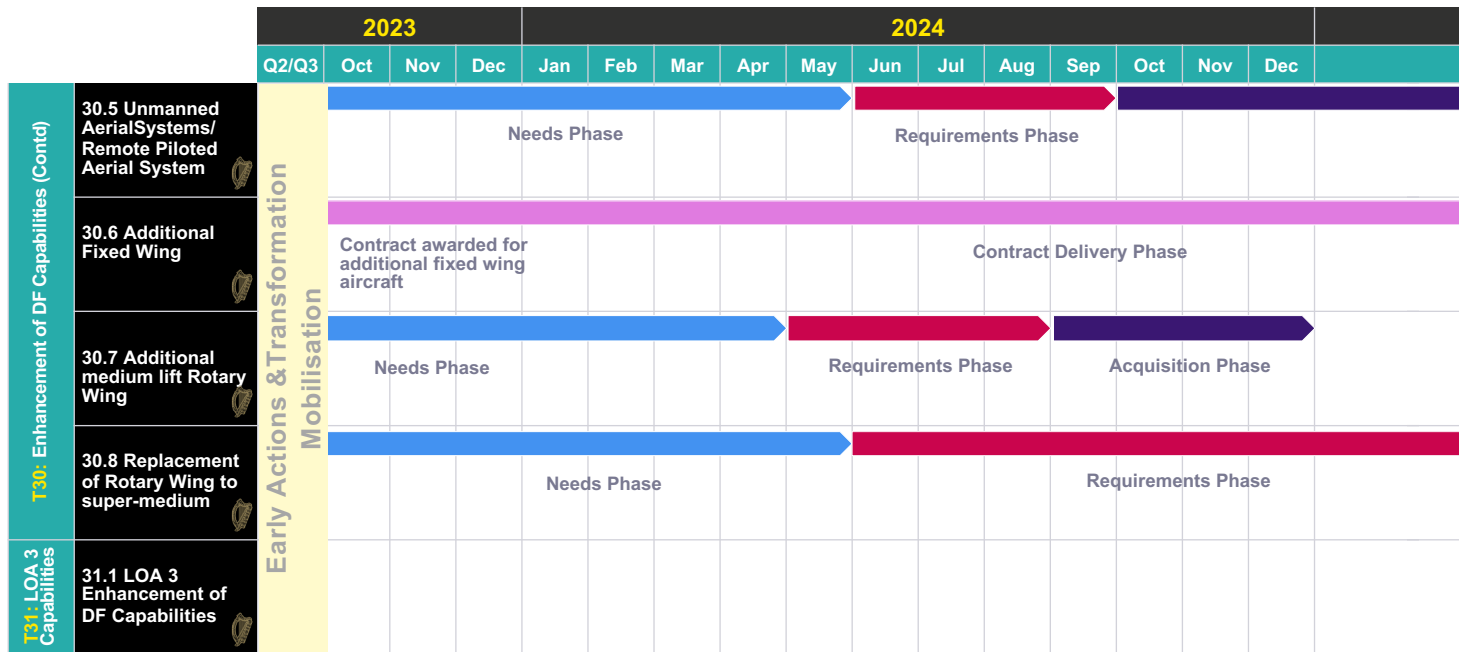 2023
2024
Q2/Q3 Oct Nov Dec Jan Feb Mar Apr May Jun Jul Aug Sep Oct Nov Dec
T30: Enhancement of DF Capabilities (Contd)
30.5 Unmanned
AerialSystems/
Remote Piloted
Aerial System
Early Actions &Transformation
Mobilisation
Needs Phase
Requirements Phase
30.6 Additional
Fixed Wing
Contract awarded for
additional fixed wing
aircraft
Contract Delivery Phase
30.7 Additional
medium lift Rotary
Wing
Needs Phase
Requirements Phase
Acquisition Phase
30.8 Replacement
of Rotary Wing to
super-medium
Needs Phase
Requirements Phase
T31: LOA 3
Capabilities
31.1 LOA 3
Enhancement of
DF Capabilities